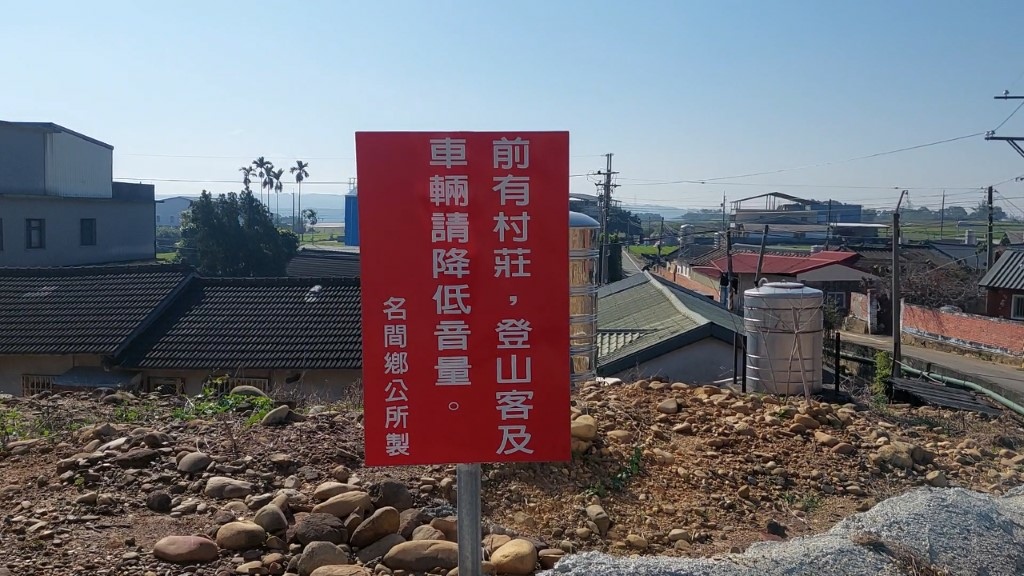 前有村莊，登山客及
車輛請降低音量。
名間鄉公所製